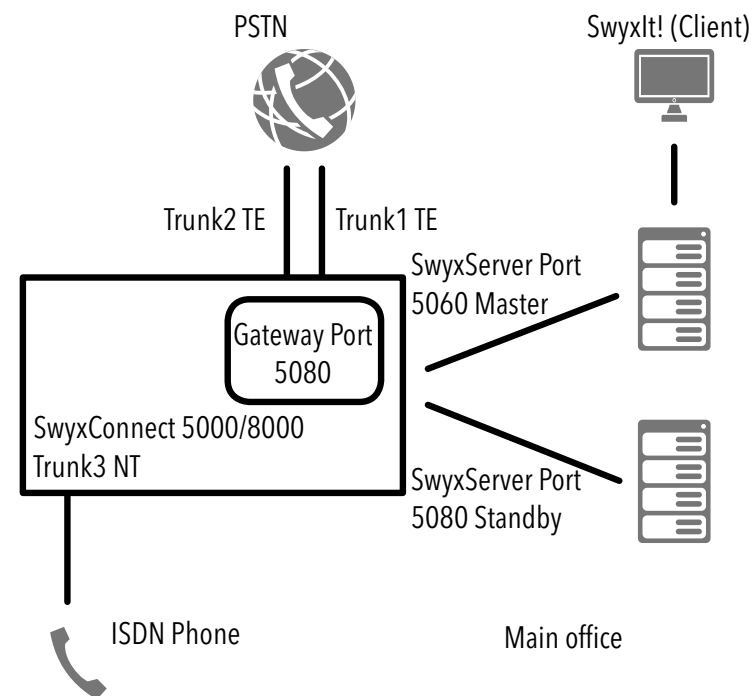 PSTN
SwyxIt! (Client)
Trunk2 TE
Trunk1 TE
SwyxServer Port
5060 Master
Gateway Port
5080
SwyxConnect 5000/8000
Trunk3 NT
SwyxServer Port
5080 Standby
ISDN Phone
Main office